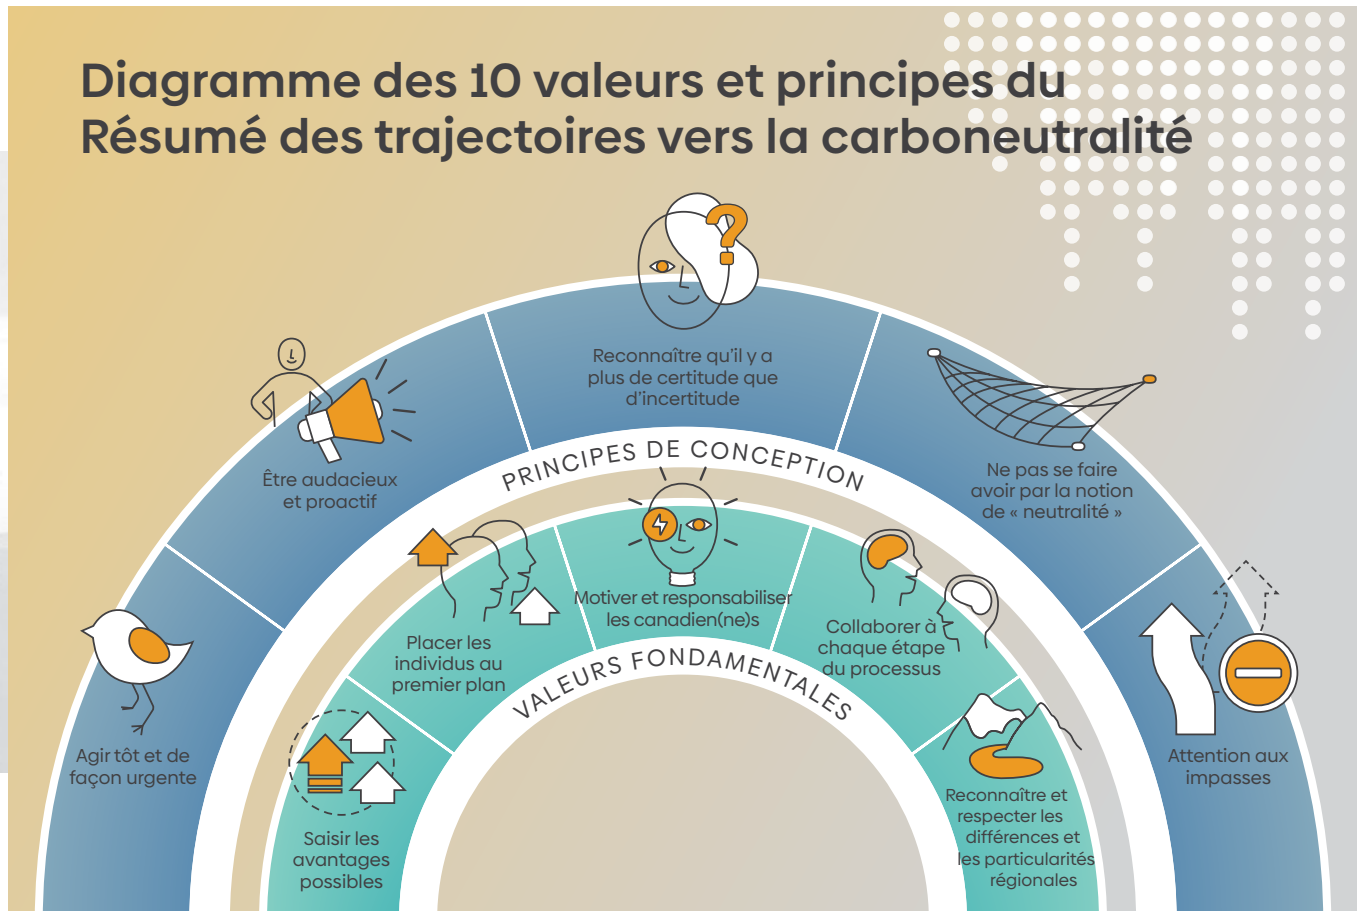 Diagramme des 10 valeurs et principes du
Résumé des trajectoires vers la carboneutralité
Reconnaître qu'il y a
plus de certitude que
d'incertitude
Être audacieux
et proactif
Ne pas se faire
avoir par la notion
de « neutralité »
Agir tôt et de
façon urgente
Attention aux
impasses
PRINCIPES DE CONCEPTION
Motiver et responsabiliser
les canadien(ne)s
Placer les
individus au
premier plan
Collaborer à
chaque étape
du processus
Saisir les
avantages
possibles
Reconnaître et
respecter les
différences et
les particularités
régionales
VALEURS FONDAMENTALES